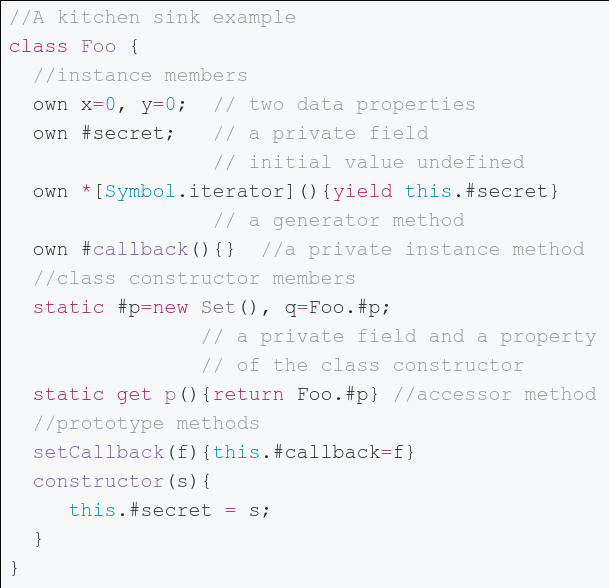 //A kitchen sink example
class Foo {
  //instance members
  own x=0, y=0;  // two data properties
  own #secret;   // a private field
                 // initial value undefined
  own *[Symbol.iterator](){yield this.#secret}
                 // a generator method
  own #callback(){}  //a private instance method
  //class constructor members
  static #p=new Set(), q=Foo.#p;
                // a private field and a property
                // of the class constructor
  static get p(){return Foo.#p} //accessor method
  //prototype methods
  setCallback(f){this.#callback=f}
  constructor(s){
     this.#secret = s;
  }
}